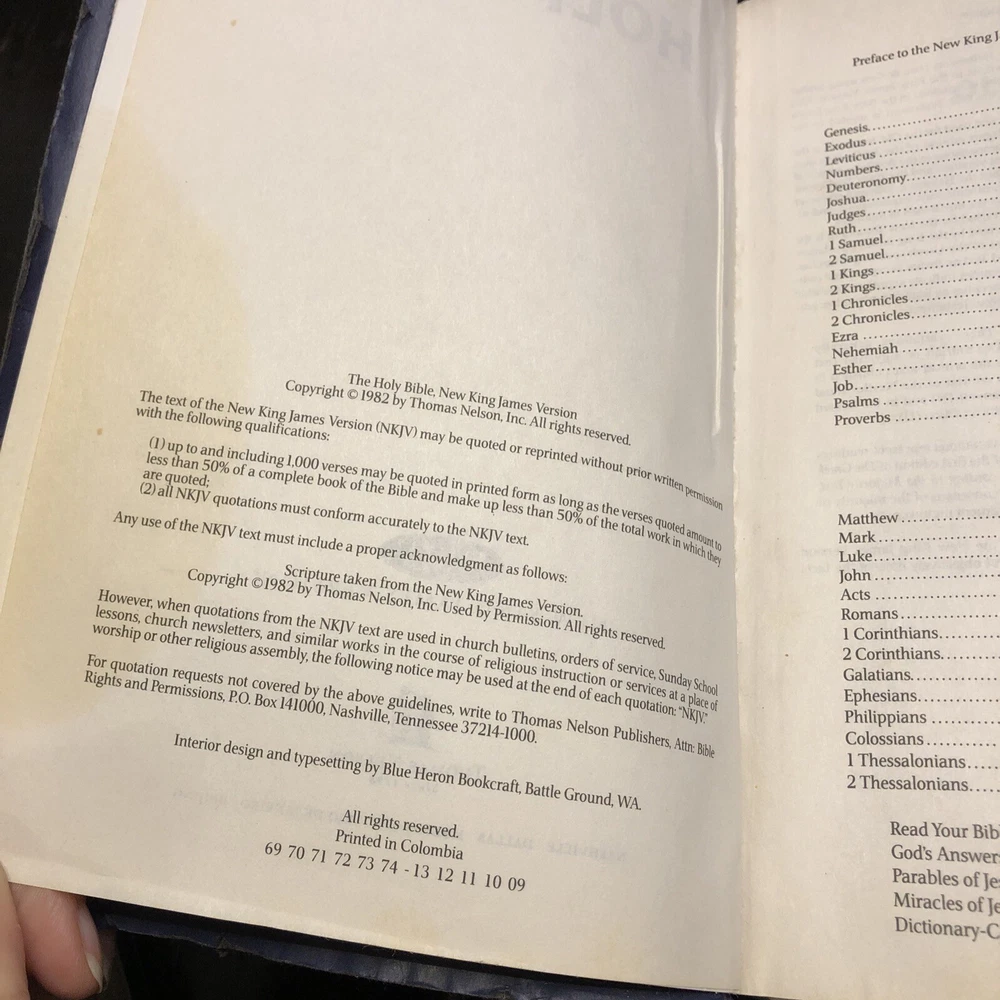 The Holy Bible, New King James Version
Copyright © 1982 by Thomas Nelson, Inc. All rights reserved.
The text of the New King James Version (NKJV) may be quoted or reprinted without prior written permission
with the following qualifications:
(1) up to and including 1,000 verses may be quoted in printed form as long as the verses quoted amount to
less than 50% of a complete book of the Bible and make up less than 50% of the total work in which they
are quoted;
(2) all NKJV quotations must conform accurately to the NKJV text.
Any use of the NKJV text must include a proper acknowledgment as follows:
Scripture taken from the New King James Version.
Copyright ©1982 by Thomas Nelson, Inc. Used by Permission. All rights reserved.
However, when quotations from the NKJV text are used in church bulletins, orders of service, Sunday School
lessons, church newsletters, and similar works in the course of religious instruction or services at a place of
worship or other religious assembly, the following notice may be used at the end of each quotation: "NKJV."
For quotation requests not covered by the above guidelines, write to Thomas Nelson Publishers, Attn: Bible
Rights and Permissions, P.O. Box 141000, Nashville, Tennessee 37214-1000.
Interior design and typesetting by Blue Heron Bookcraft, Battle Ground, WA.
All rights reserved.
Printed in Colombia
69 70 71 72 73 74 - 13 12 11 10 09
Preface to the New King
Genesis
Exodus
Leviticus
Numbers
Deuteronomy
Joshua
Judges
Ruth
1 Samuel
2 Samuel
1 Kings
2 Kings
1 Chronicles
2 Chronicles
Ezra
Nehemiah
Esther
Job
Psalms
Proverbs
Matthew
Mark
Luke
John
Acts
Romans
1 Corinthians
2 Corinthians
Galatians
Ephesians
Philippians
Colossians
1 Thessalonians
2 Thessalonians
Read Your
God's
Parables of
Miracles of